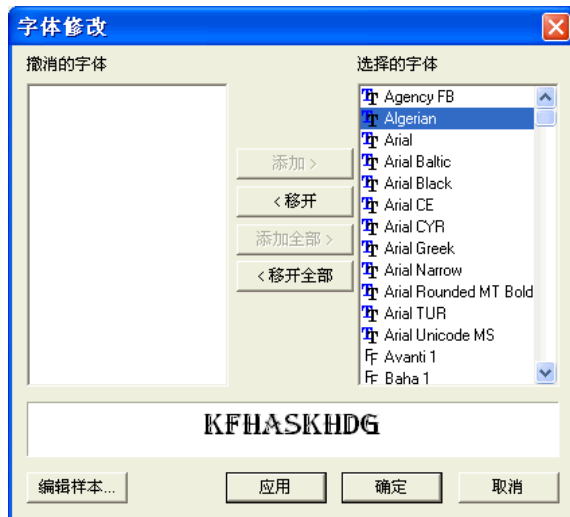 字体修改
撤消的字体
选择的字体
Agency FB
Algerian
Arial
Arial Baltic
Arial Black
Arial CE
Arial CYR
Arial Greek
Arial Narrow
Arial Rounded MT Bold
Arial TUR
Arial Unicode MS
Avanti 1
Baha 1
添加 >
< 移开
添加全部 >
< 移开全部
KFHASKHDG
编辑样本...
应用
确定
取消